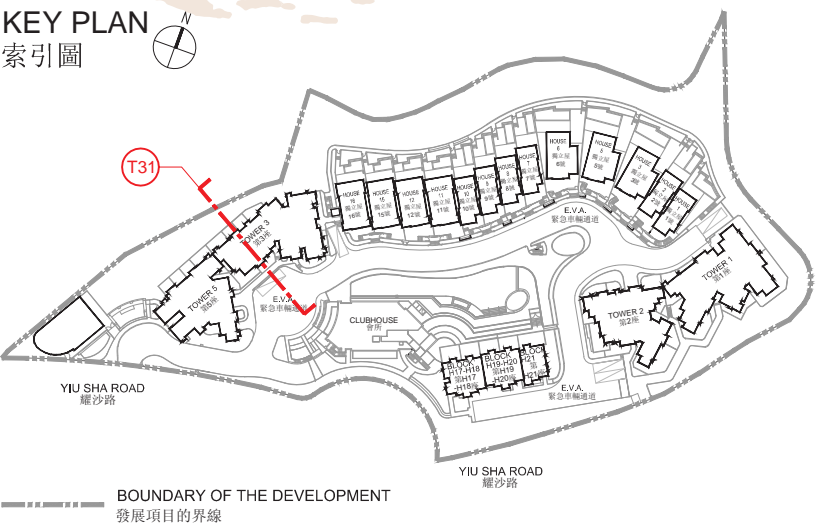 KEY PLAN
索引圖
N
T31
HOUSE
16
獨立屋
16號
HOUSE
15
獨立屋
15號
HOUSE
12
獨立屋
12號
HOUSE
11
獨立屋
11號
HOUSE
10
獨立屋
10號
HOUSE
9
獨立屋
9號
HOUSE
8
獨立屋
8號
HOUSE
7
獨立屋
7號
HOUSE
6
獨立屋
6號
HOUSE
5
獨立屋
5號
HOUSE
3
獨立屋
3號
HOUSE
2
獨立屋
2號
HOUSE
1
獨立屋
1號
E.V.A.
緊急車輛通道
TOWER 3
第3座
TOWER 5
第5座
E.V.A.
緊急車輛通道
CLUBHOUSE
會所
TOWER 1
第1座
TOWER 2
第2座
BLOCK
H17-H18
第H17
-H18座
BLOCK
H19-H20
第H19
-H20座
BLOCK
H21
第
H21座
E.V.A.
緊急車輛通道
YIU SHA ROAD
耀沙路
YIU SHA ROAD
耀沙路
BOUNDARY OF THE DEVELOPMENT
發展項目的界線